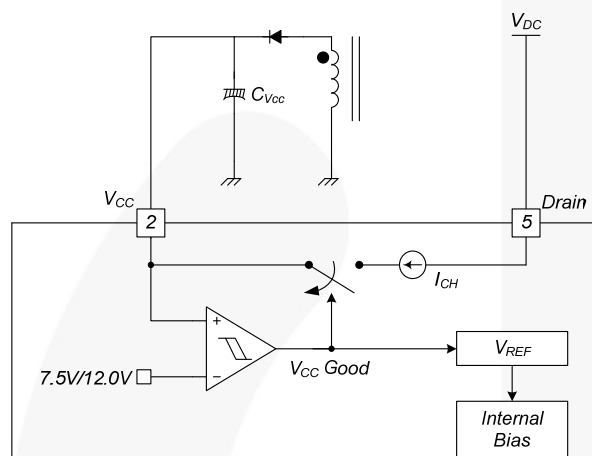 V_DC
C_Vcc
V_CC
2
5
Drain
I_CH
+
−
7.5V/12.0V
V_CC Good
V_REF
Internal
Bias